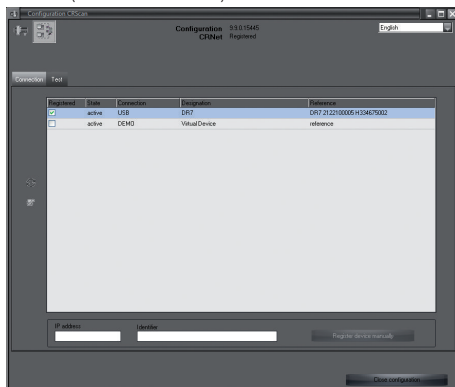 Configuration CRScan
Configuration 9.9.0.15445
CRNet Registered
English
Connection Test
Registered State Connection Designation Reference
active USB DR7 DR7 2122100005 H334675002
active DEMO Virtual Device reference
IP address Identifier
Register device manually
Close configuration